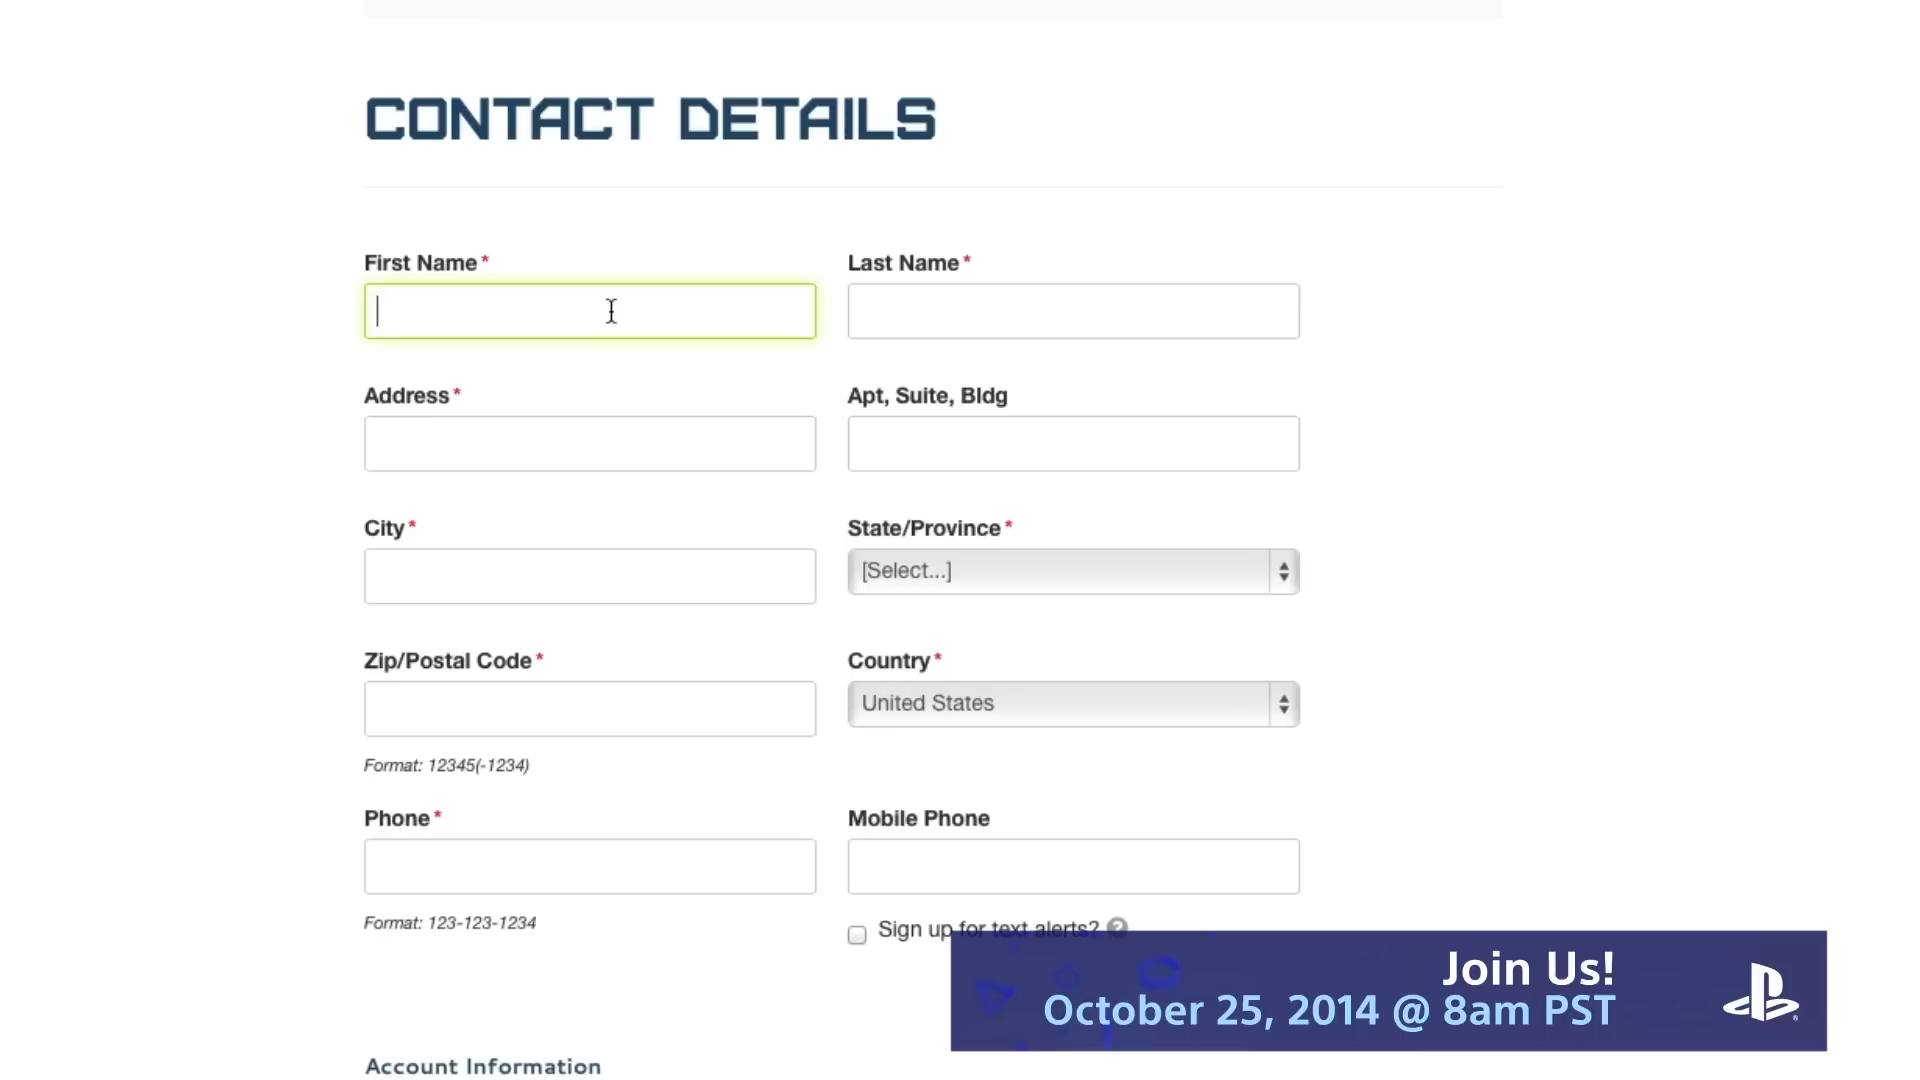 CONTACT DETAILS
First Name*
Last Name*
Address*
Apt, Suite, Bldg
City*
State/Province*
[Select...]
Zip/Postal Code*
Country*
United States
Format: 12345(-1234)
Phone*
Mobile Phone
Format: 123-123-1234
Sign up for text alerts? ?
Join Us!
October 25, 2014 @ 8am PST
Account Information